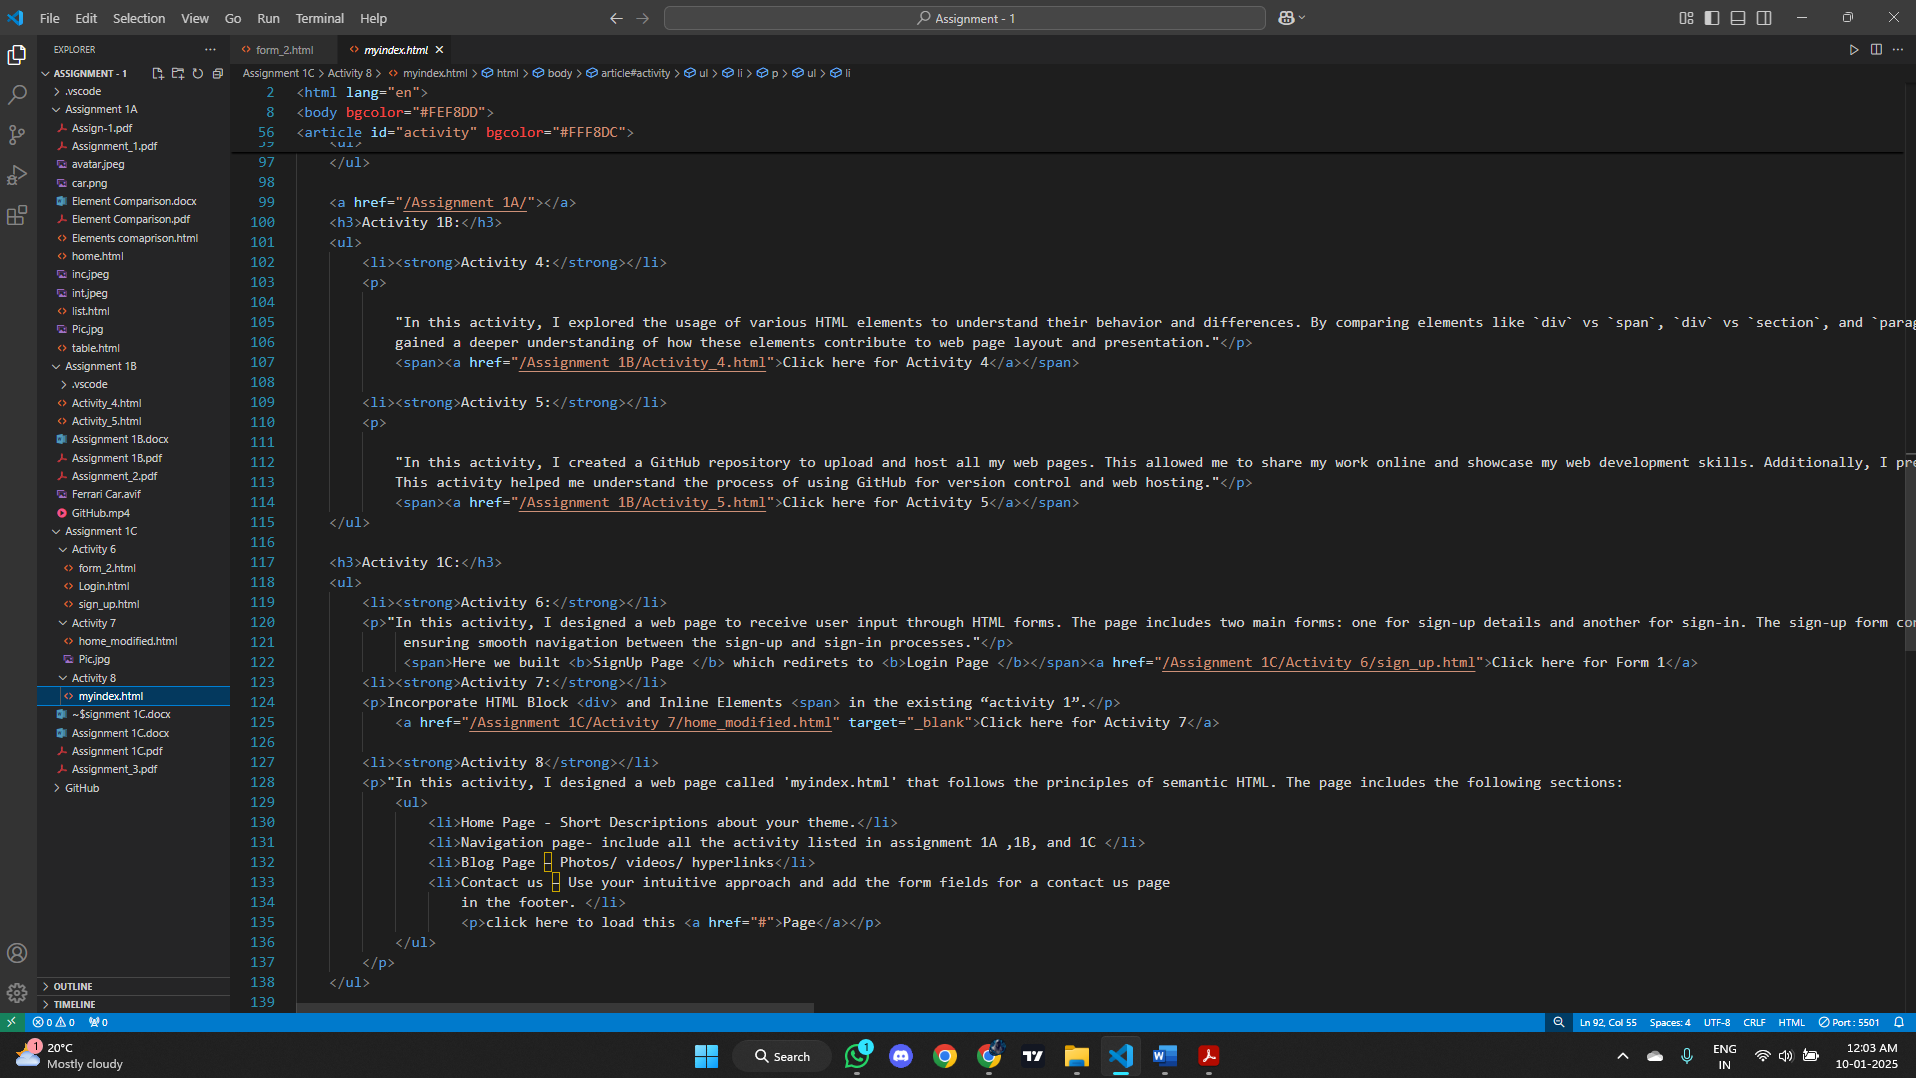 File Edit Selection View Go Run Terminal Help
Assignment - 1
EXPLORER
form_2.html
myindex.html
ASSIGNMENT - 1
.vscode
Assignment 1A
Assign-1.pdf
Assignment_1.pdf
avatar.jpeg
car.png
Element Comparison.docx
Element Comparison.pdf
Elements comaprison.html
home.html
inc.jpeg
int.jpeg
list.html
Pic.jpg
table.html
Assignment 1B
.vscode
Activity_4.html
Activity_5.html
Assignment 1B.docx
Assignment 1B.pdf
Assignment_2.pdf
Ferrari Car.avif
GitHub.mp4
Assignment 1C
Activity 6
form_2.html
Login.html
sign_up.html
Activity 7
home_modified.html
Pic.jpg
Activity 8
myindex.html
~$signment 1C.docx
Assignment 1C.docx
Assignment 1C.pdf
Assignment_3.pdf
GitHub
OUTLINE
TIMELINE
Assignment 1C > Activity 8 > myindex.html > html > body > article#activity > ul > li > p > ul > li
2 <html lang="en">
8 <body bgcolor="#FEF8DD">
56 <article id="activity" bgcolor="#FFF8DC">
59 <ul>
97 </ul>
98
99 <a href="/Assignment 1A/"></a>
100 <h3>Activity 1B:</h3>
101 <ul>
102 <li><strong>Activity 4:</strong></li>
103 <p>
104
105 "In this activity, I explored the usage of various HTML elements to understand their behavior and differences. By comparing elements like `div` vs `span`, `div` vs `section`, and `parag
106 gained a deeper understanding of how these elements contribute to web page layout and presentation."</p>
107 <span><a href="/Assignment 1B/Activity_4.html">Click here for Activity 4</a></span>
108
109 <li><strong>Activity 5:</strong></li>
110 <p>
111
112 "In this activity, I created a GitHub repository to upload and host all my web pages. This allowed me to share my work online and showcase my web development skills. Additionally, I pre
113 This activity helped me understand the process of using GitHub for version control and web hosting."</p>
114 <span><a href="/Assignment 1B/Activity_5.html">Click here for Activity 5</a></span>
115 </ul>
116
117 <h3>Activity 1C:</h3>
118 <ul>
119 <li><strong>Activity 6:</strong></li>
120 <p>"In this activity, I designed a web page to receive user input through HTML forms. The page includes two main forms: one for sign-up details and another for sign-in. The sign-up form con
121 ensuring smooth navigation between the sign-up and sign-in processes."</p>
122 <span>Here we built <b>SignUp Page </b> which redirets to <b>Login Page </b></span><a href="/Assignment 1C/Activity 6/sign_up.html">Click here for Form 1</a>
123 <li><strong>Activity 7:</strong></li>
124 <p>Incorporate HTML Block <div> and Inline Elements <span> in the existing “activity 1”.</p>
125 <a href="/Assignment 1C/Activity 7/home_modified.html" target="_blank">Click here for Activity 7</a>
126
127 <li><strong>Activity 8</strong></li>
128 <p>"In this activity, I designed a web page called 'myindex.html' that follows the principles of semantic HTML. The page includes the following sections:
129 <ul>
130 <li>Home Page - Short Descriptions about your theme.</li>
131 <li>Navigation page- include all the activity listed in assignment 1A ,1B, and 1C </li>
132 <li>Blog Page – Photos/ videos/ hyperlinks</li>
133 <li>Contact us – Use your intuitive approach and add the form fields for a contact us page
134 in the footer. </li>
135 <p>click here to load this <a href="#">Page</a></p>
136 </ul>
137 </p>
138 </ul>
139
0 0 0
Ln 92, Col 55 Spaces: 4 UTF-8 CRLF HTML Port : 5501
1
20°C
Mostly cloudy
Search
1
ENG
IN
12:03 AM
10-01-2025